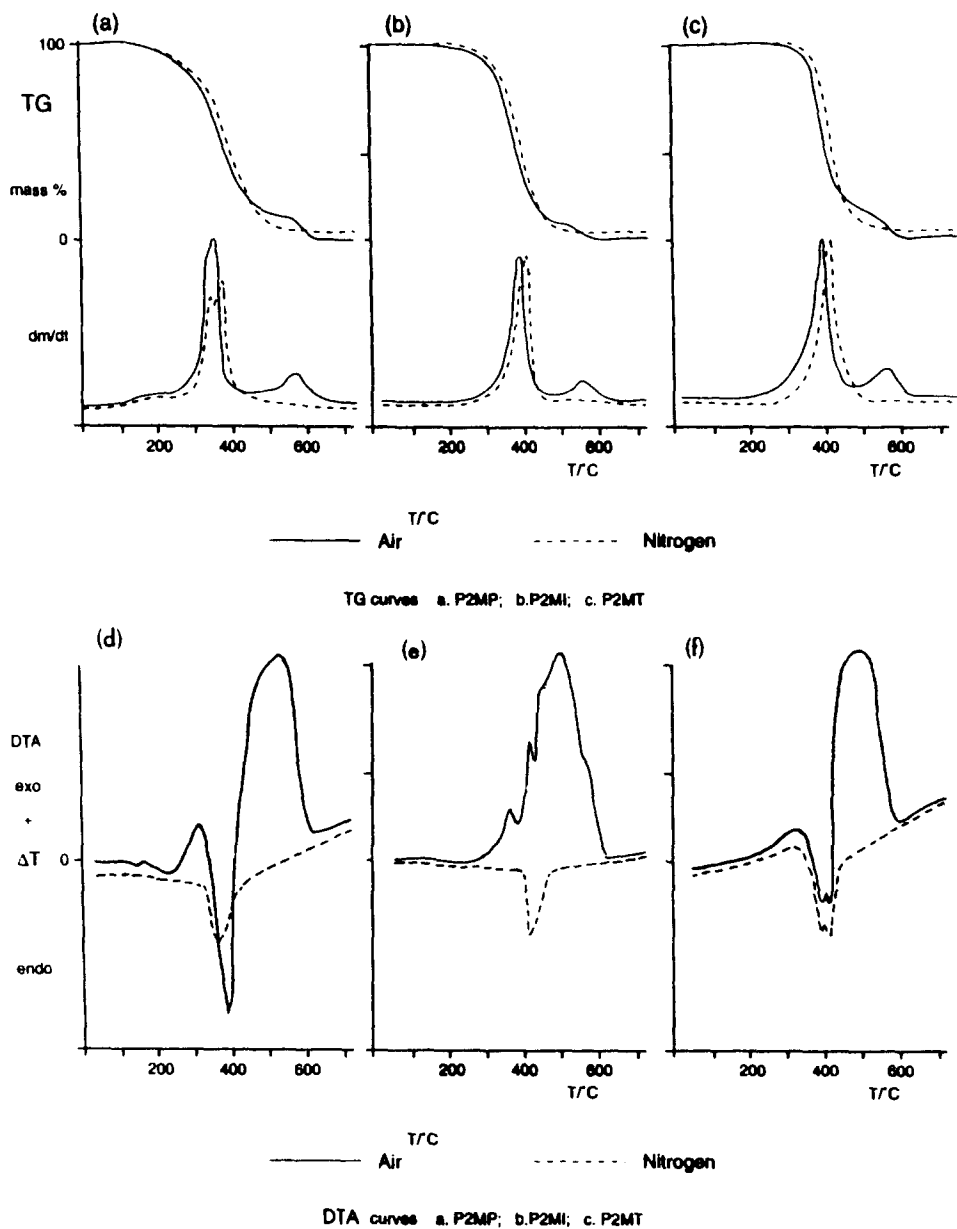 (a) (b) (c)
100
TG
mass %
0
dm/dt
200 400 600 200 400 600 200 400 600
T/°C T/°C
T/°C
Air Nitrogen
TG curves a. P2MP; b.P2MI; c. P2MT
(d) (e) (f)
DTA
exo
+
ΔT 0
endo
200 400 600 200 400 600 200 400 600
T/°C T/°C
T/°C
Air Nitrogen
DTA curves a. P2MP; b.P2MI; c. P2MT